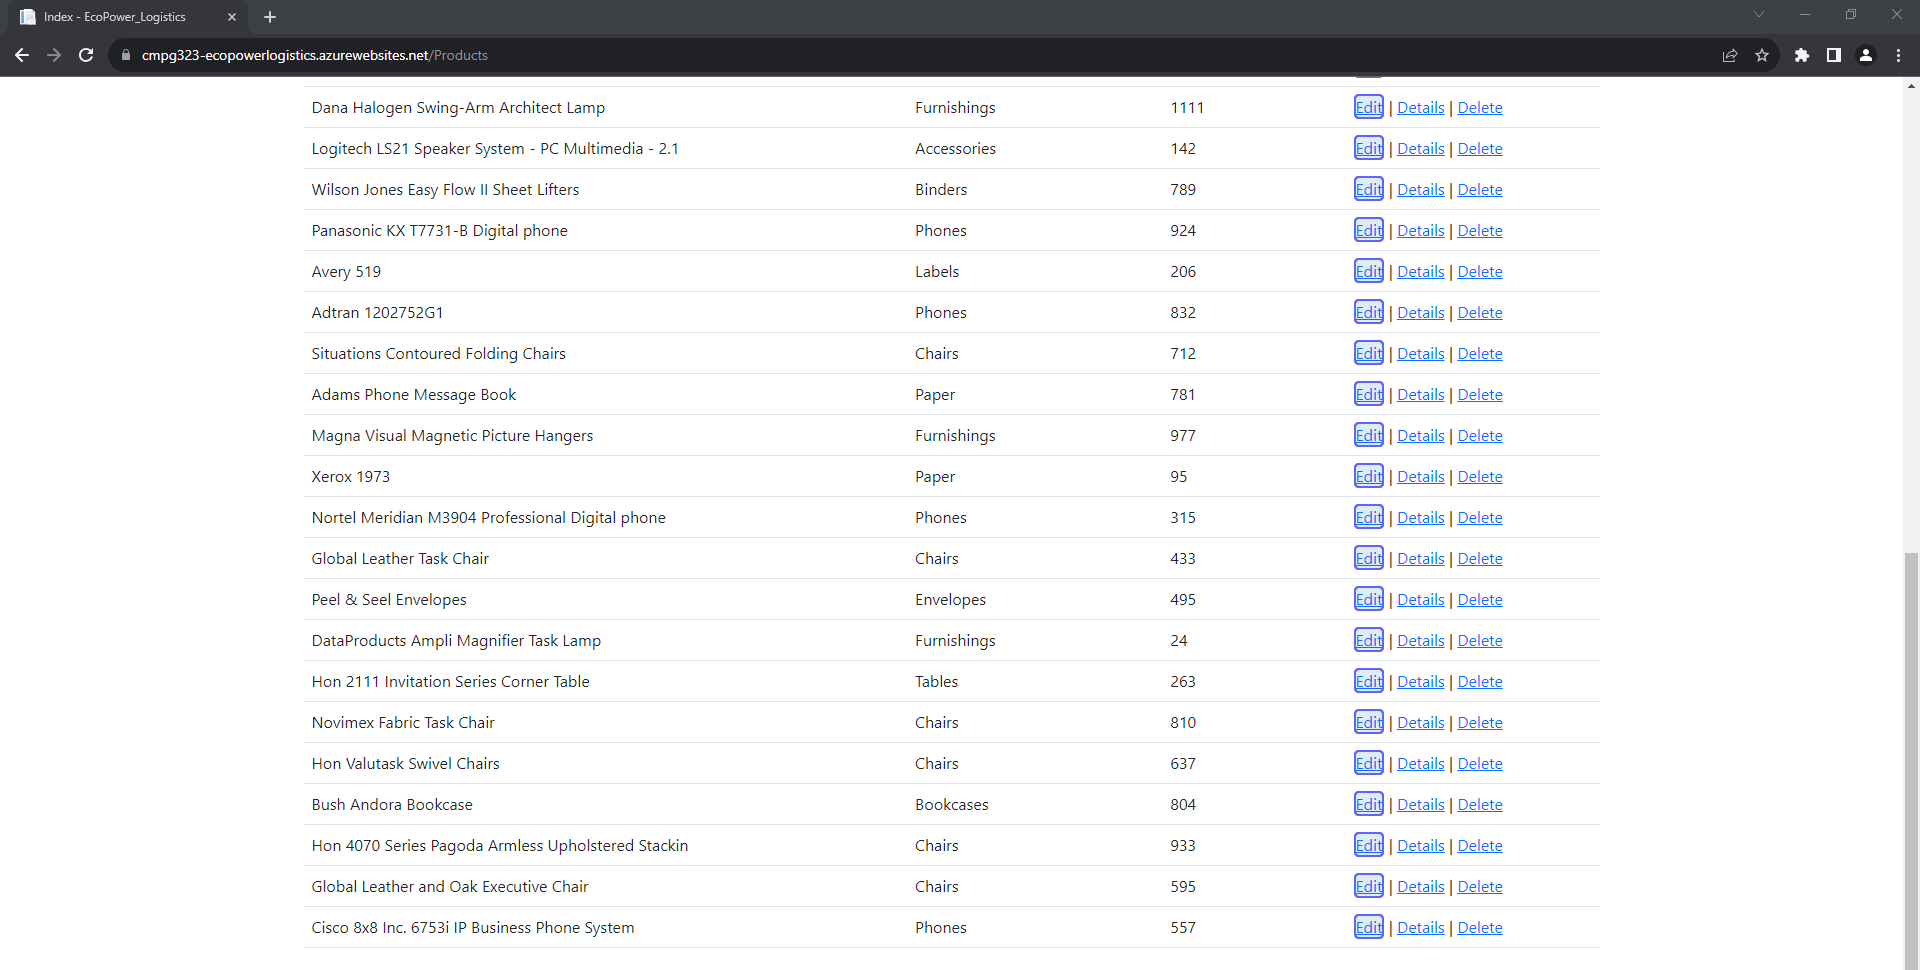 Index - EcoPower_Logistics
cmpg323-ecopowerlogistics.azurewebsites.net/Products
Dana Halogen Swing-Arm Architect Lamp Furnishings 1111 Edit | Details | Delete
Logitech LS21 Speaker System - PC Multimedia - 2.1 Accessories 142 Edit | Details | Delete
Wilson Jones Easy Flow II Sheet Lifters Binders 789 Edit | Details | Delete
Panasonic KX T7731-B Digital phone Phones 924 Edit | Details | Delete
Avery 519 Labels 206 Edit | Details | Delete
Adtran 1202752G1 Phones 832 Edit | Details | Delete
Situations Contoured Folding Chairs Chairs 712 Edit | Details | Delete
Adams Phone Message Book Paper 781 Edit | Details | Delete
Magna Visual Magnetic Picture Hangers Furnishings 977 Edit | Details | Delete
Xerox 1973 Paper 95 Edit | Details | Delete
Nortel Meridian M3904 Professional Digital phone Phones 315 Edit | Details | Delete
Global Leather Task Chair Chairs 433 Edit | Details | Delete
Peel & Seel Envelopes Envelopes 495 Edit | Details | Delete
DataProducts Ampli Magnifier Task Lamp Furnishings 24 Edit | Details | Delete
Hon 2111 Invitation Series Corner Table Tables 263 Edit | Details | Delete
Novimex Fabric Task Chair Chairs 810 Edit | Details | Delete
Hon Valutask Swivel Chairs Chairs 637 Edit | Details | Delete
Bush Andora Bookcase Bookcases 804 Edit | Details | Delete
Hon 4070 Series Pagoda Armless Upholstered Stackin Chairs 933 Edit | Details | Delete
Global Leather and Oak Executive Chair Chairs 595 Edit | Details | Delete
Cisco 8x8 Inc. 6753i IP Business Phone System Phones 557 Edit | Details | Delete